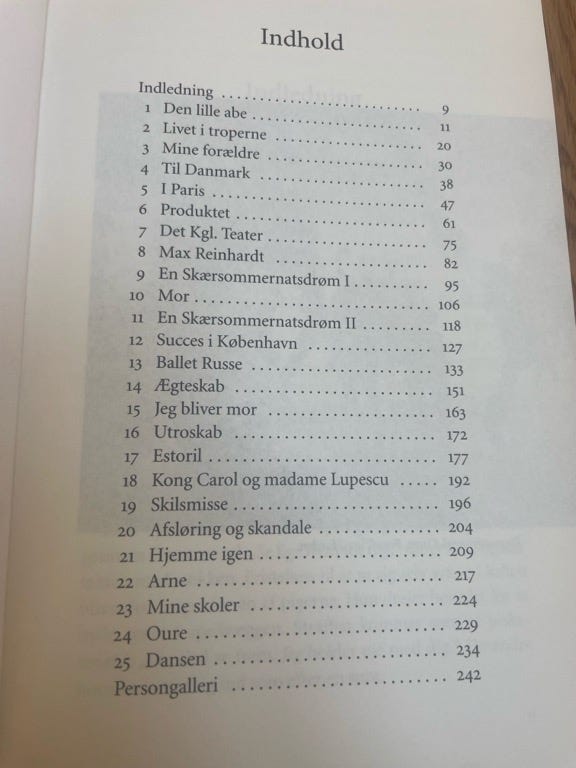 Indhold
Indledning 9
1 Den lille abe 11
2 Livet i troperne 20
3 Mine forældre 30
4 Til Danmark 38
5 I Paris 47
6 Produktet 61
7 Det Kgl. Teater 75
8 Max Reinhardt 82
9 En Skærsommernatsdrøm I 95
10 Mor 106
11 En Skærsommernatsdrøm II 118
12 Succes i København 127
13 Ballet Russe 133
14 Ægteskab 151
15 Jeg bliver mor 163
16 Utroskab 172
17 Estoril 177
18 Kong Carol og madame Lupescu 192
19 Skilsmisse 196
20 Afsløring og skandale 204
21 Hjemme igen 209
22 Arne 217
23 Mine skoler 224
24 Oure 229
25 Dansen 234
Persongalleri 242